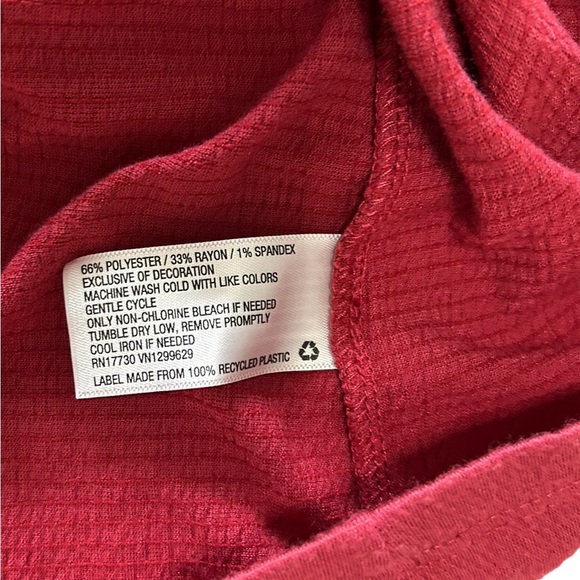 66% POLYESTER / 33% RAYON / 1% SPANDEX
EXCLUSIVE OF DECORATION
MACHINE WASH COLD WITH LIKE COLORS
GENTLE CYCLE
ONLY NON-CHLORINE BLEACH IF NEEDED
TUMBLE DRY LOW, REMOVE PROMPTLY
COOL IRON IF NEEDED
RN17730 VN1299629
LABEL MADE FROM 100% RECYCLED PLASTIC